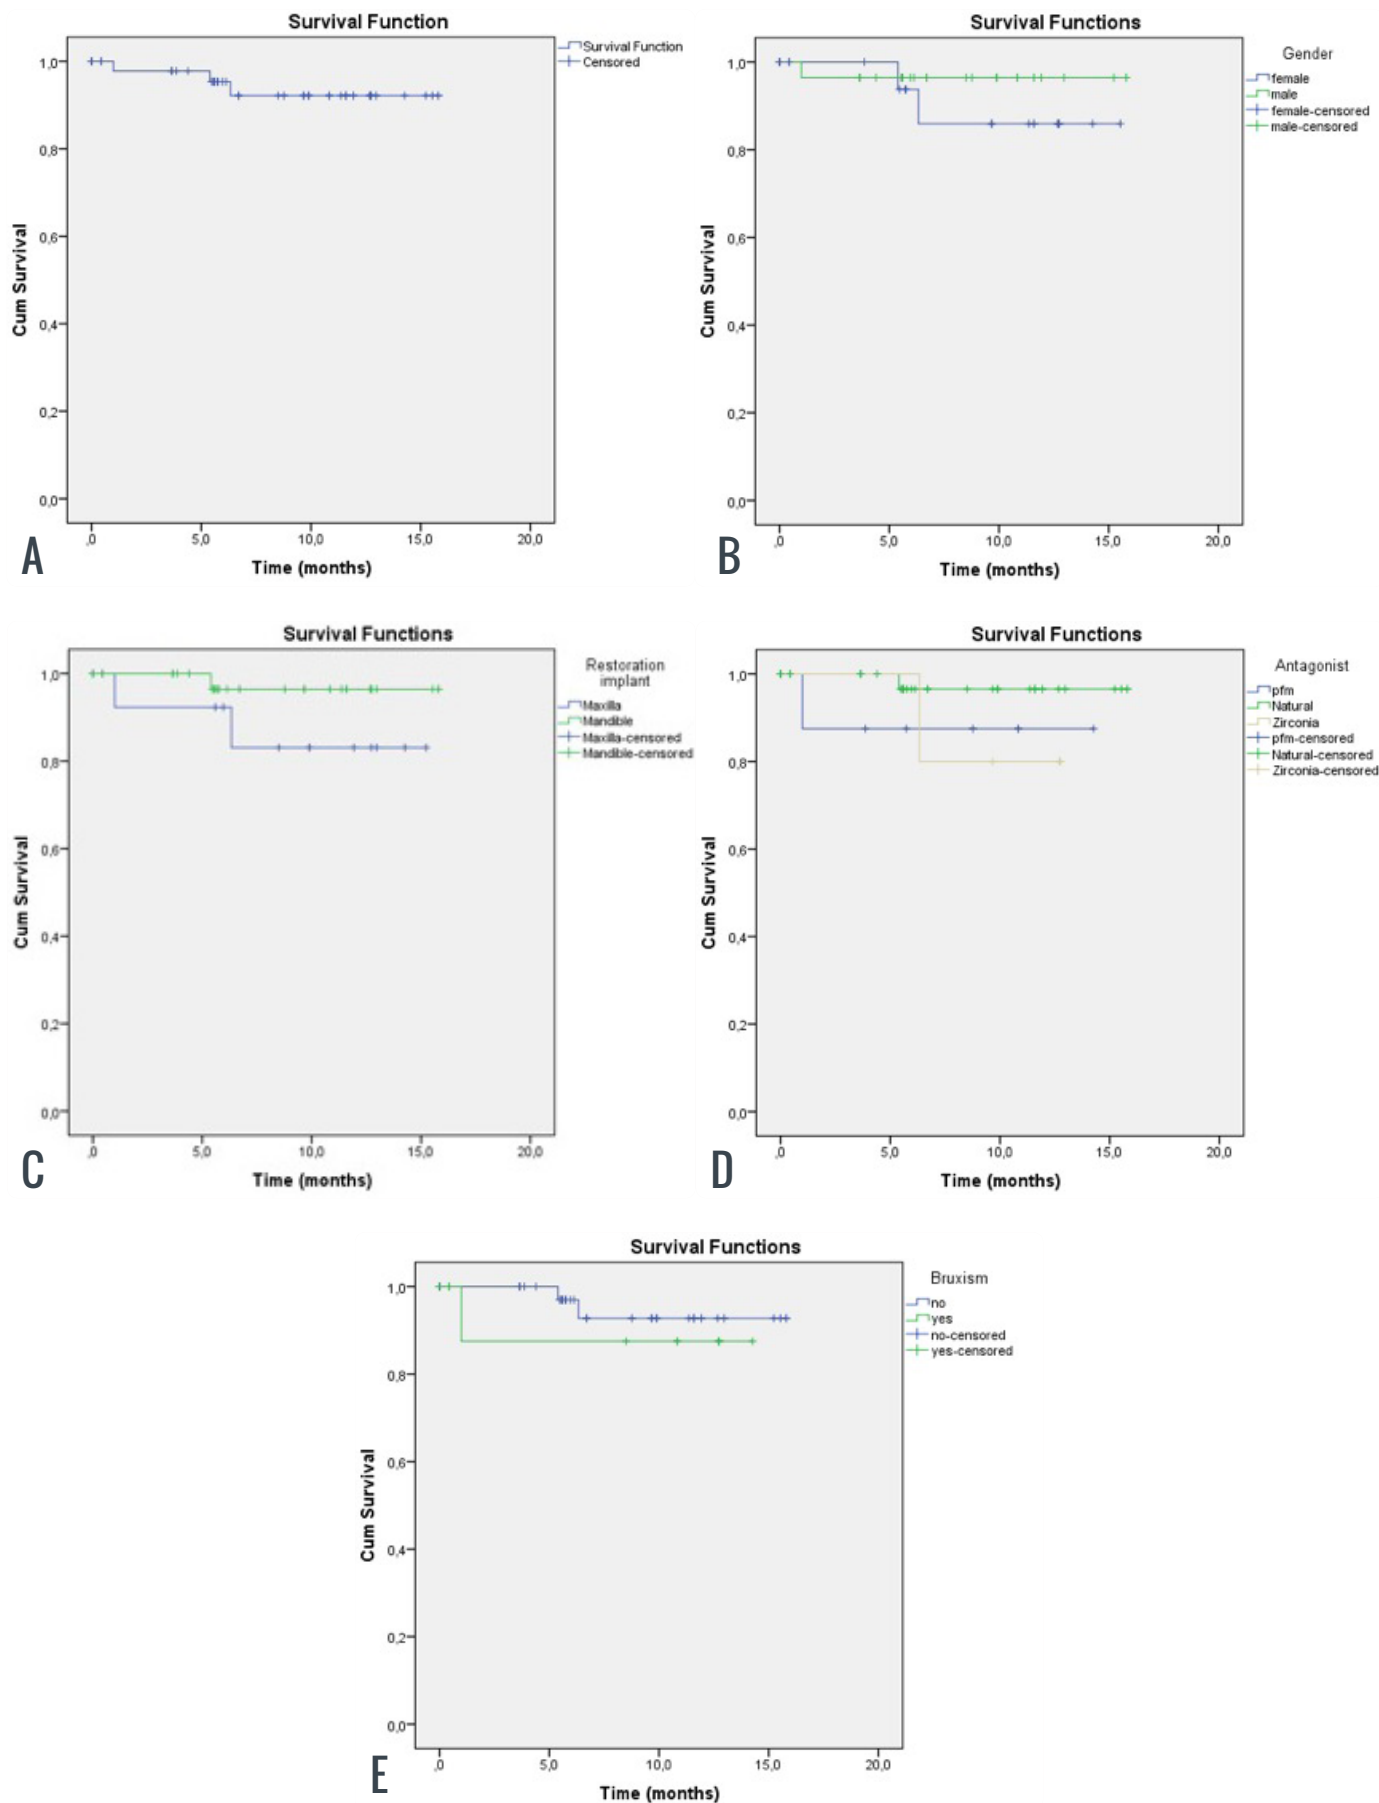 Survival Function
Survival Function
Censored
1,0
0,8
0,6
0,4
0,2
0,0
Cum Survival
,0 5,0 10,0 15,0 20,0
Time (months)
A
Survival Functions
Gender
female
male
female-censored
male-censored
1,0
0,8
0,6
0,4
0,2
0,0
Cum Survival
,0 5,0 10,0 15,0 20,0
Time (months)
B
Survival Functions
Restoration
implant
Maxilla
Mandible
Maxilla-censored
Mandible-censored
1,0
0,8
0,6
0,4
0,2
0,0
Cum Survival
,0 5,0 10,0 15,0 20,0
Time (months)
C
Survival Functions
Antagonist
pfm
Natural
Zirconia
pfm-censored
Natural-censored
Zirconia-censored
1,0
0,8
0,6
0,4
0,2
0,0
Cum Survival
,0 5,0 10,0 15,0 20,0
Time (months)
D
Survival Functions
Bruxism
no
yes
no-censored
yes-censored
1,0
0,8
0,6
0,4
0,2
0,0
Cum Survival
,0 5,0 10,0 15,0 20,0
Time (months)
E